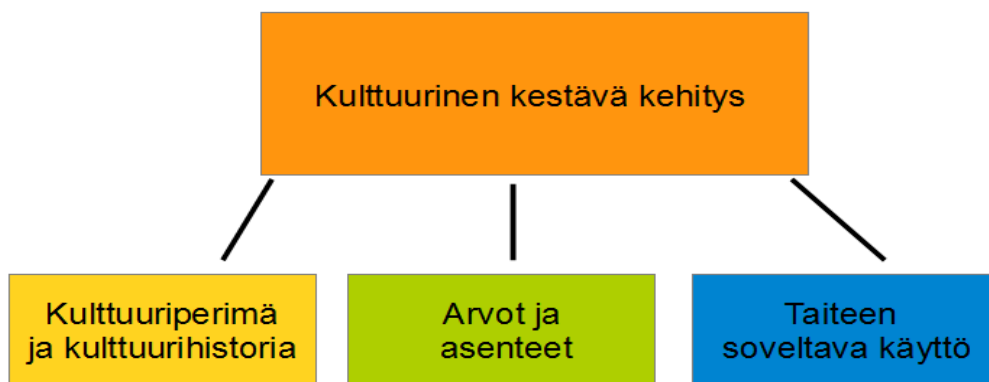 Kulttuurinen kestävä kehitys
Kulttuuriperimä
ja kulttuurihistoria
Arvot ja
asenteet
Taiteen
soveltava käyttö